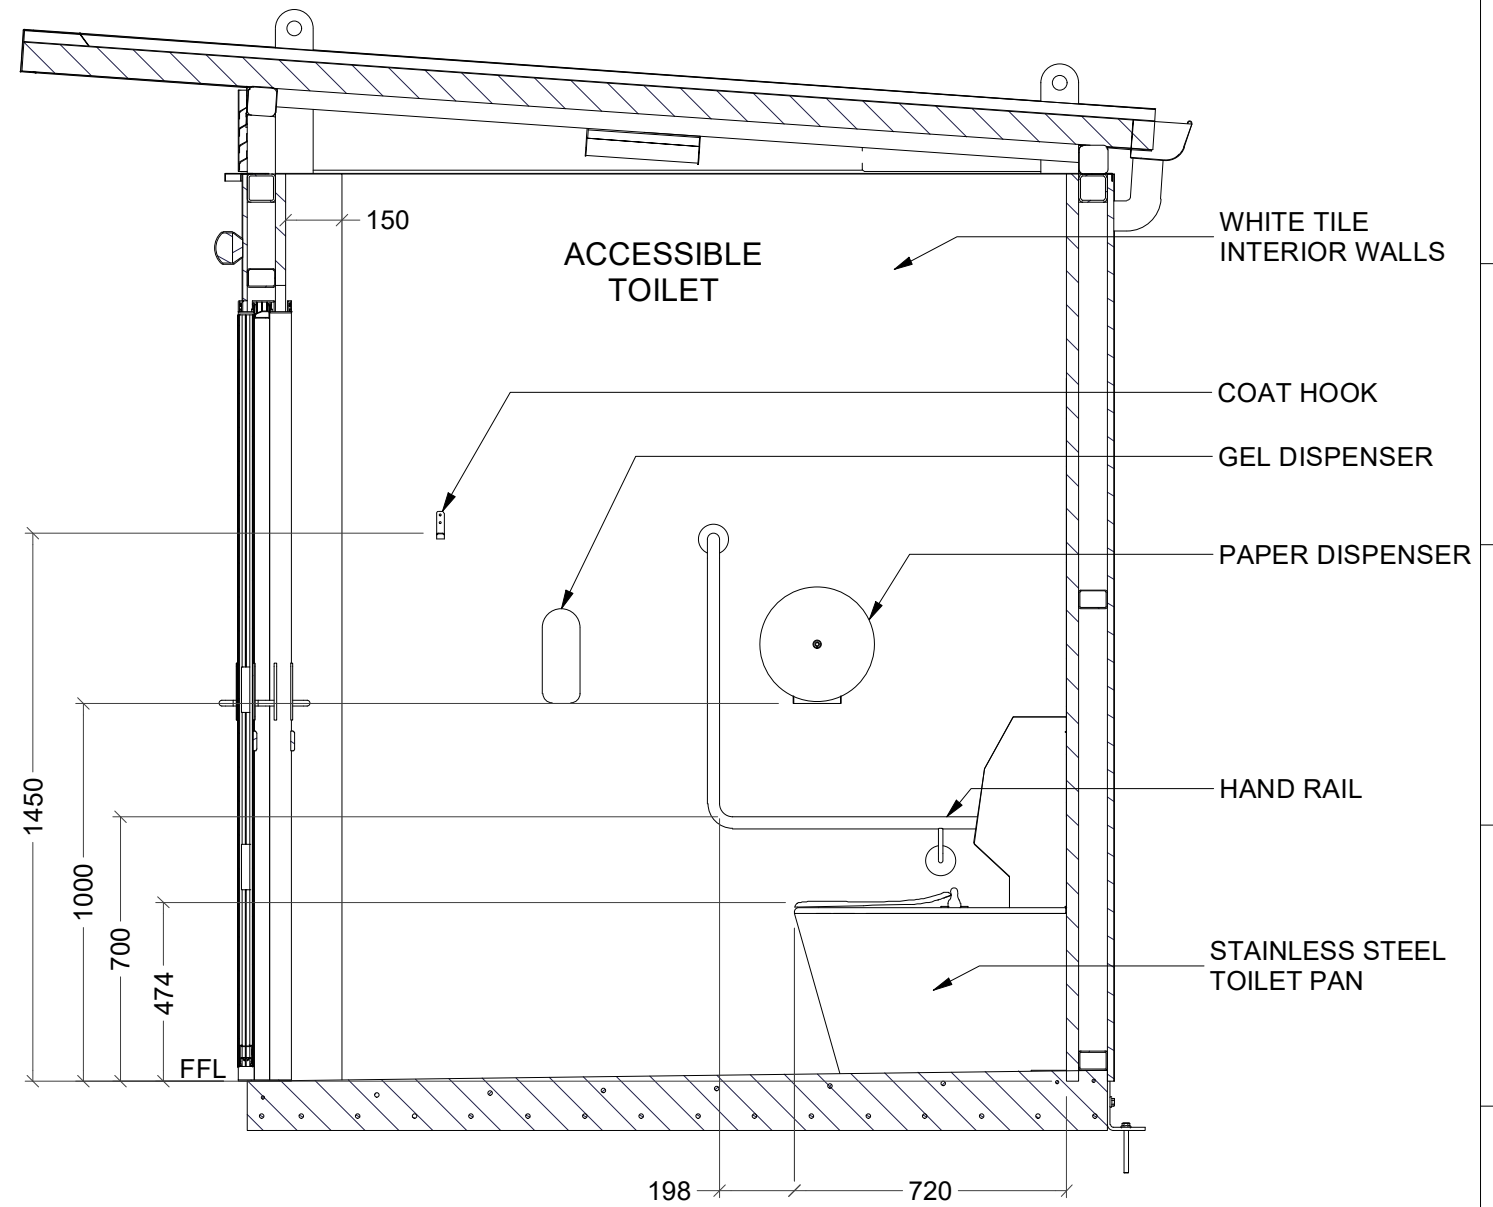 150
ACCESSIBLE
TOILET
WHITE TILE
INTERIOR WALLS
COAT HOOK
GEL DISPENSER
PAPER DISPENSER
HAND RAIL
STAINLESS STEEL
TOILET PAN
1450
1000
700
474
FFL
198
720